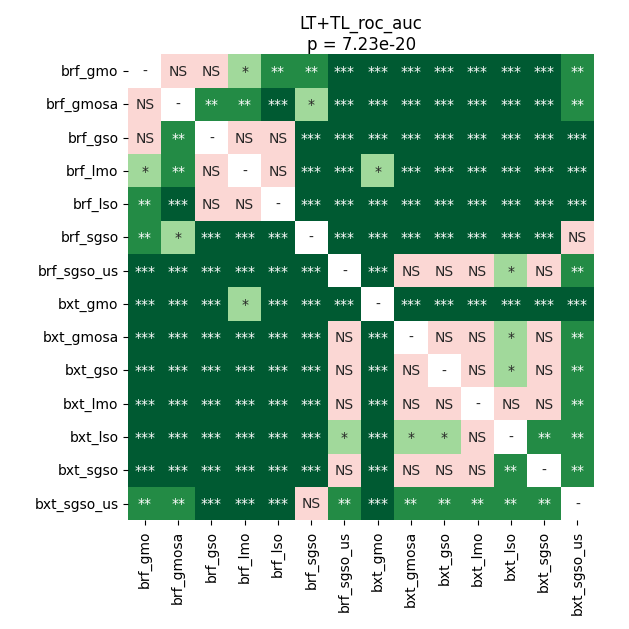 LT+TL_roc_auc
p = 7.23e-20
brf_gmo - NS NS * ** ** *** *** *** *** *** *** *** **
brf_gmosa NS - ** ** *** * *** *** *** *** *** *** *** **
brf_gso NS ** - NS NS *** *** *** *** *** *** *** *** ***
brf_lmo * ** NS - NS *** *** * *** *** *** *** *** ***
brf_lso ** *** NS NS - *** *** *** *** *** *** *** *** ***
brf_sgso ** * *** *** *** - *** *** *** *** *** *** *** NS
brf_sgso_us *** *** *** *** *** *** - *** NS NS NS * NS **
bxt_gmo *** *** *** * *** *** *** - *** *** *** *** *** ***
bxt_gmosa *** *** *** *** *** *** NS *** - NS NS * NS **
bxt_gso *** *** *** *** *** *** NS *** NS - NS * NS **
bxt_lmo *** *** *** *** *** *** NS *** NS NS - NS NS **
bxt_lso *** *** *** *** *** *** * *** * * NS - ** **
bxt_sgso *** *** *** *** *** *** NS *** NS NS NS ** - **
bxt_sgso_us ** ** *** *** *** NS ** *** ** ** ** ** ** -
brf_gmo
brf_gmosa
brf_gso
brf_lmo
brf_lso
brf_sgso
brf_sgso_us
bxt_gmo
bxt_gmosa
bxt_gso
bxt_lmo
bxt_lso
bxt_sgso
bxt_sgso_us